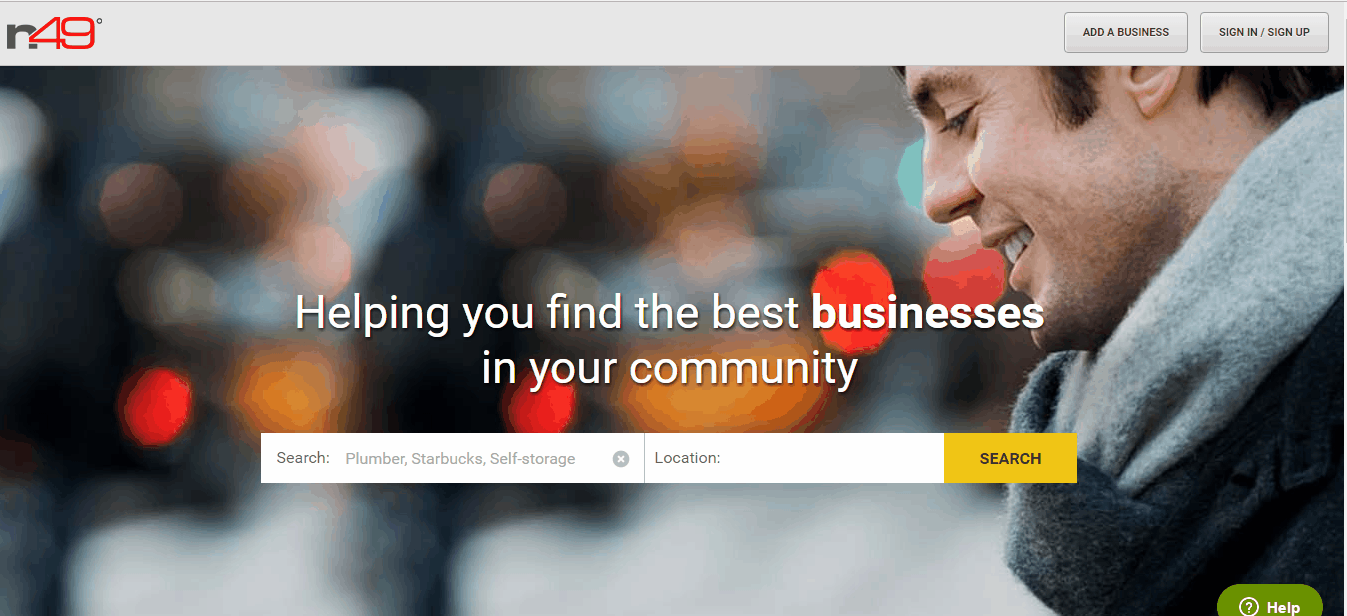 n49°
ADD A BUSINESS
SIGN IN / SIGN UP
Helping you find the best businesses
in your community
Search: Plumber, Starbucks, Self-storage
Location:
SEARCH
Help